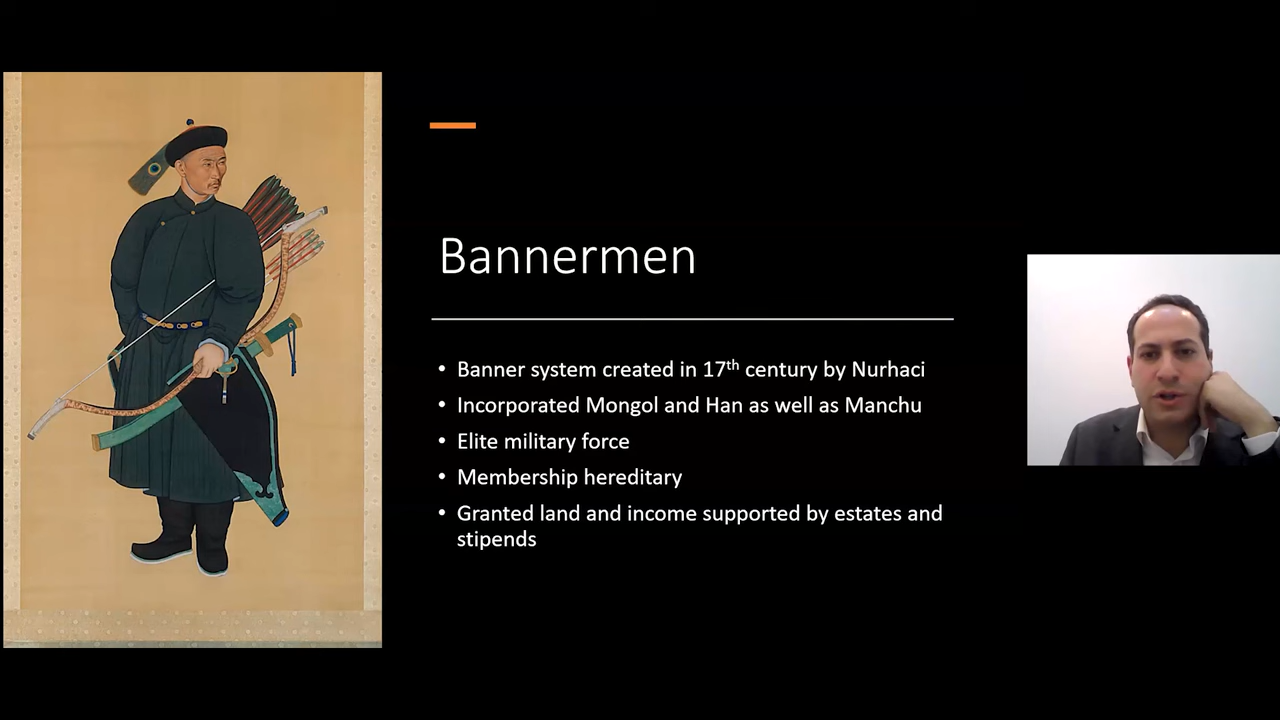 Bannermen
• Banner system created in 17th century by Nurhaci
• Incorporated Mongol and Han as well as Manchu
• Elite military force
• Membership hereditary
• Granted land and income supported by estates and
stipends